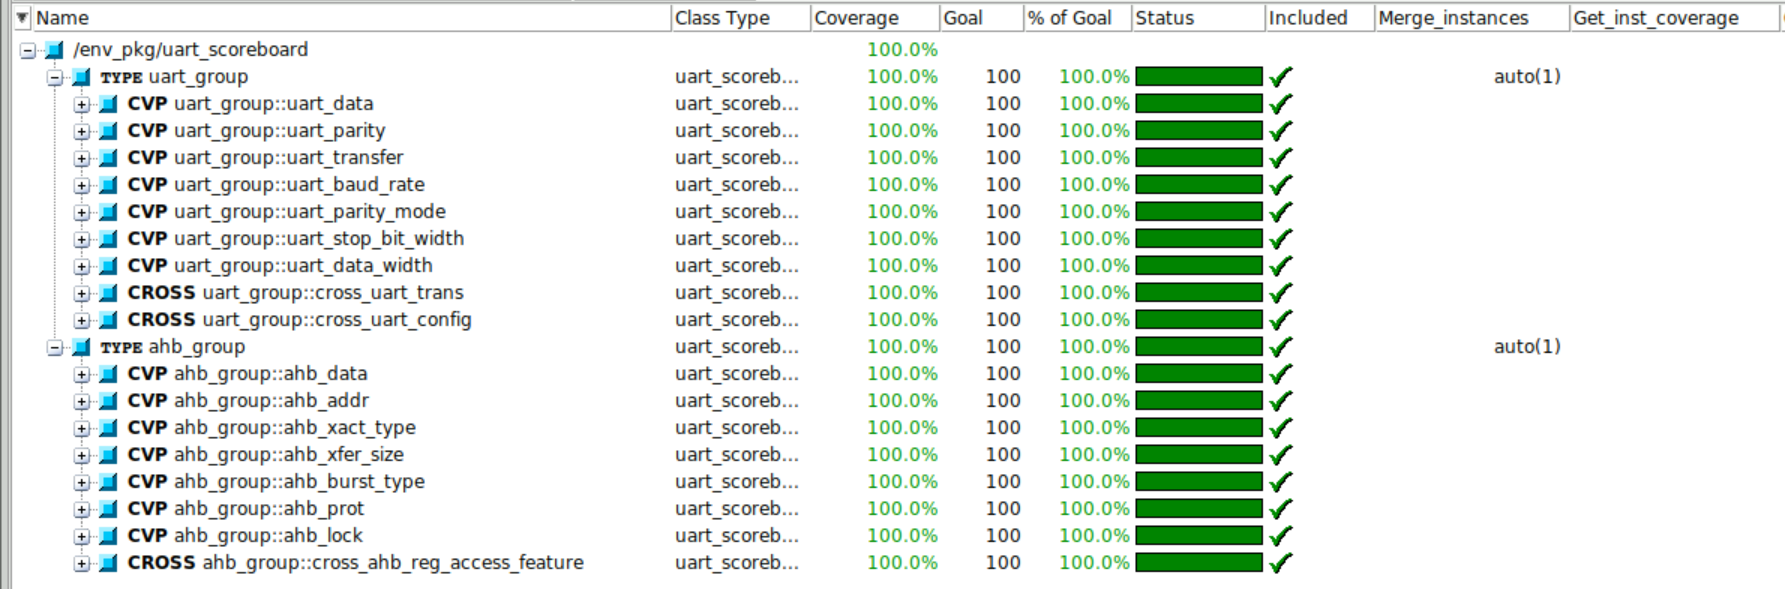 Name Class Type Coverage Goal % of Goal Status Included Merge_instances Get_inst_coverage
/env_pkg/uart_scoreboard 100.0%
TYPE uart_group uart_scoreb... 100.0% 100 100.0% auto(1)
CVP uart_group::uart_data uart_scoreb... 100.0% 100 100.0%
CVP uart_group::uart_parity uart_scoreb... 100.0% 100 100.0%
CVP uart_group::uart_transfer uart_scoreb... 100.0% 100 100.0%
CVP uart_group::uart_baud_rate uart_scoreb... 100.0% 100 100.0%
CVP uart_group::uart_parity_mode uart_scoreb... 100.0% 100 100.0%
CVP uart_group::uart_stop_bit_width uart_scoreb... 100.0% 100 100.0%
CVP uart_group::uart_data_width uart_scoreb... 100.0% 100 100.0%
CROSS uart_group::cross_uart_trans uart_scoreb... 100.0% 100 100.0%
CROSS uart_group::cross_uart_config uart_scoreb... 100.0% 100 100.0%
TYPE ahb_group uart_scoreb... 100.0% 100 100.0% auto(1)
CVP ahb_group::ahb_data uart_scoreb... 100.0% 100 100.0%
CVP ahb_group::ahb_addr uart_scoreb... 100.0% 100 100.0%
CVP ahb_group::ahb_xact_type uart_scoreb... 100.0% 100 100.0%
CVP ahb_group::ahb_xfer_size uart_scoreb... 100.0% 100 100.0%
CVP ahb_group::ahb_burst_type uart_scoreb... 100.0% 100 100.0%
CVP ahb_group::ahb_prot uart_scoreb... 100.0% 100 100.0%
CVP ahb_group::ahb_lock uart_scoreb... 100.0% 100 100.0%
CROSS ahb_group::cross_ahb_reg_access_feature uart_scoreb... 100.0% 100 100.0%